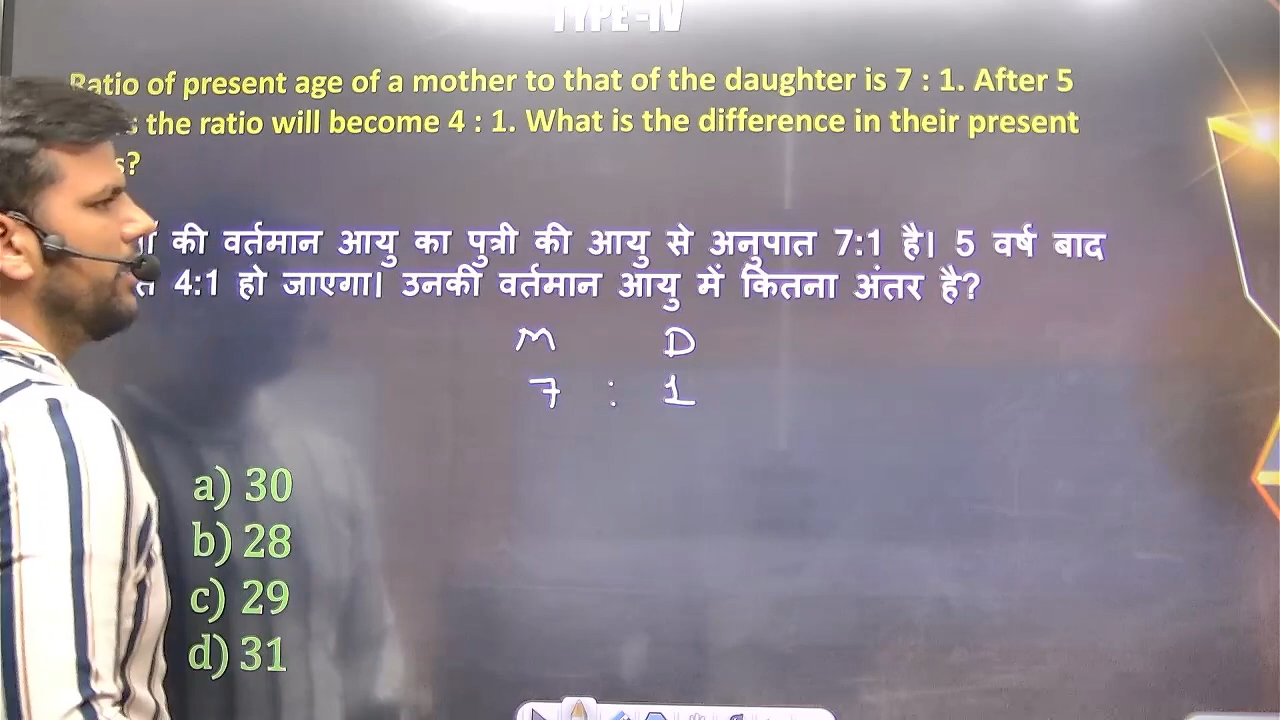 TYPE-IV
Ratio of present age of a mother to that of the daughter is 7 : 1. After 5
the ratio will become 4 : 1. What is the difference in their present
की वर्तमान आयु का पुत्री की आयु से अनुपात 7:1 है। 5 वर्ष बाद
4:1 हो जाएगा। उनकी वर्तमान आयु में कितना अंतर है?
M D
7 : 1
a) 30
b) 28
c) 29
d) 31